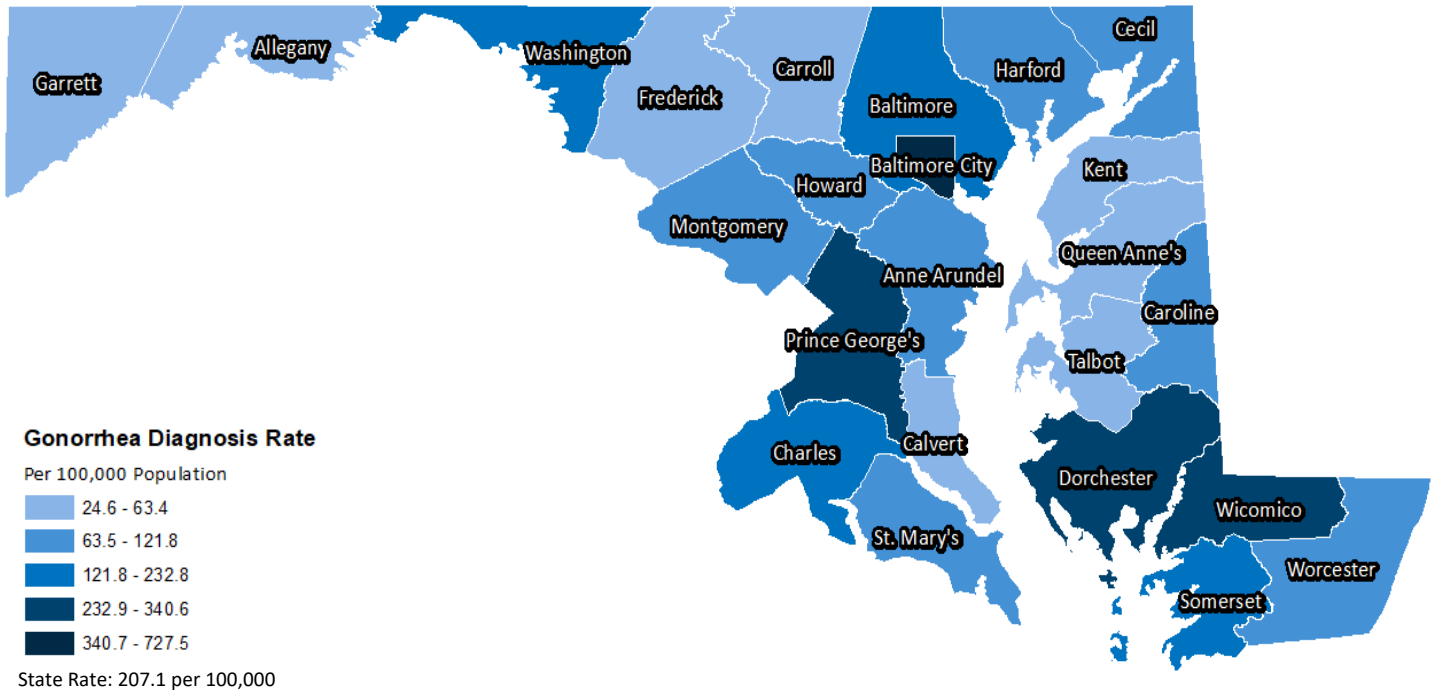 Cecil
Allegany
Washington
Carroll
Harford
Garrett
Frederick
Baltimore
Baltimore City
Kent
Howard
Montgomery
Queen Anne's
Anne Arundel
Caroline
Prince George's
Talbot
Calvert
Charles
Dorchester
Wicomico
St. Mary's
Worcester
Somerset
Gonorrhea Diagnosis Rate
Per 100,000 Population
24.6 - 63.4
63.5 - 121.8
121.8 - 232.8
232.9 - 340.6
340.7 - 727.5
State Rate: 207.1 per 100,000